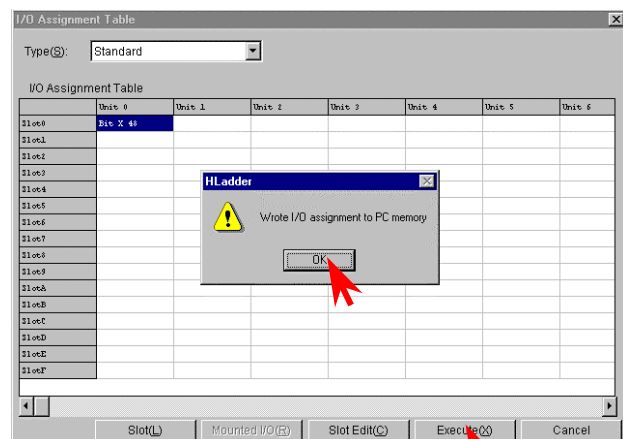 I/O Assignment Table
Type(S): Standard
I/O Assignment Table
Unit 0 Unit 1 Unit 2 Unit 3 Unit 4 Unit 5 Unit 6
Slot0 Bit X 48
Slot1
Slot2
Slot3
Slot4
Slot5
Slot6
Slot7
Slot8
Slot9
SlotA
SlotB
SlotC
SlotD
SlotE
SlotF
HLadder
Wrote I/O assignment to PC memory
OK
Slot(L) Mounted I/O(R) Slot Edit(C) Execute(X) Cancel